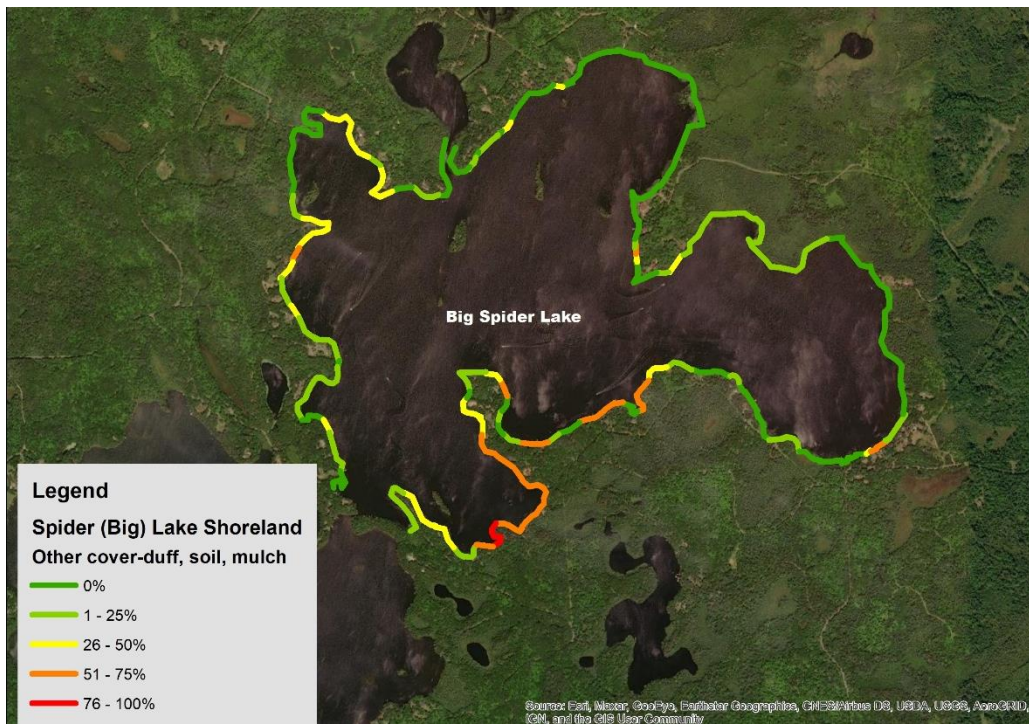 Big Spider Lake
Legend
Spider (Big) Lake Shoreland
Other cover-duff, soil, mulch
0%
1 - 25%
26 - 50%
51 - 75%
76 - 100%
Source: Esri, Maxar, GeoEye, Earthstar Geographics, CNES/Airbus DS, USDA, USGS, AeroGRID,
IGN, and the GIS User Community